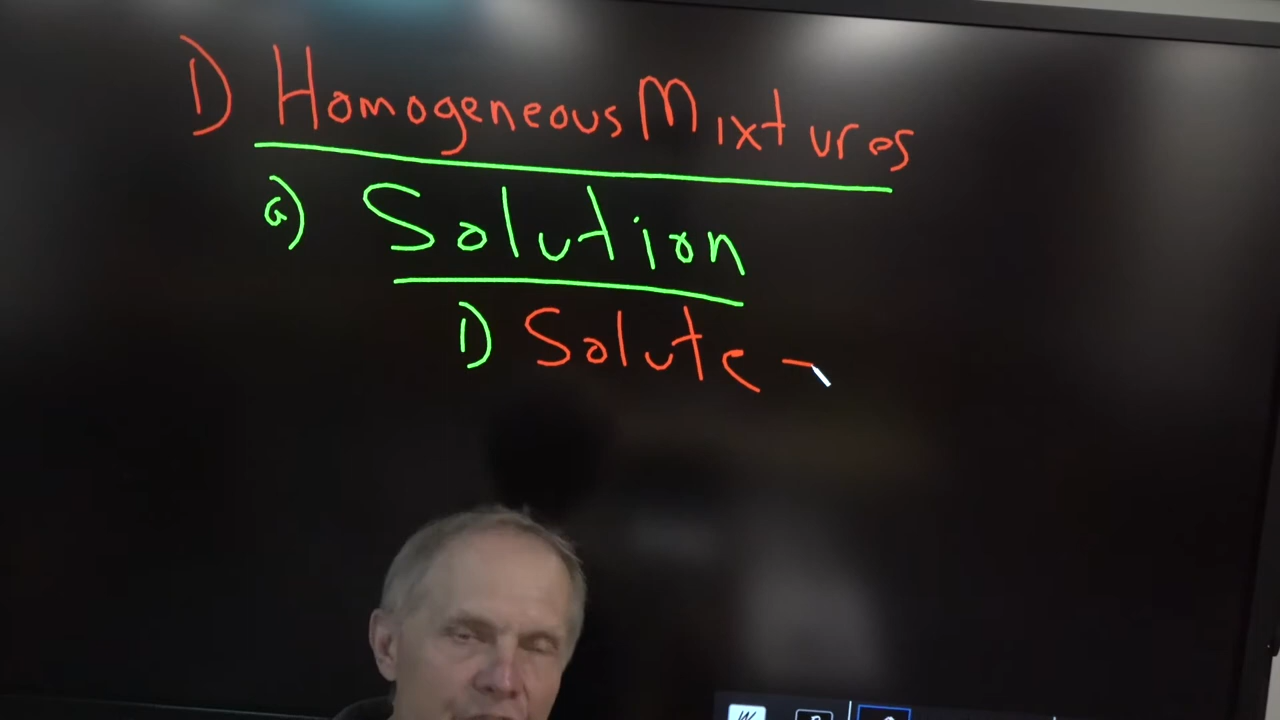 1) Homogeneous Mixtures
a) Solution
1) Solute -